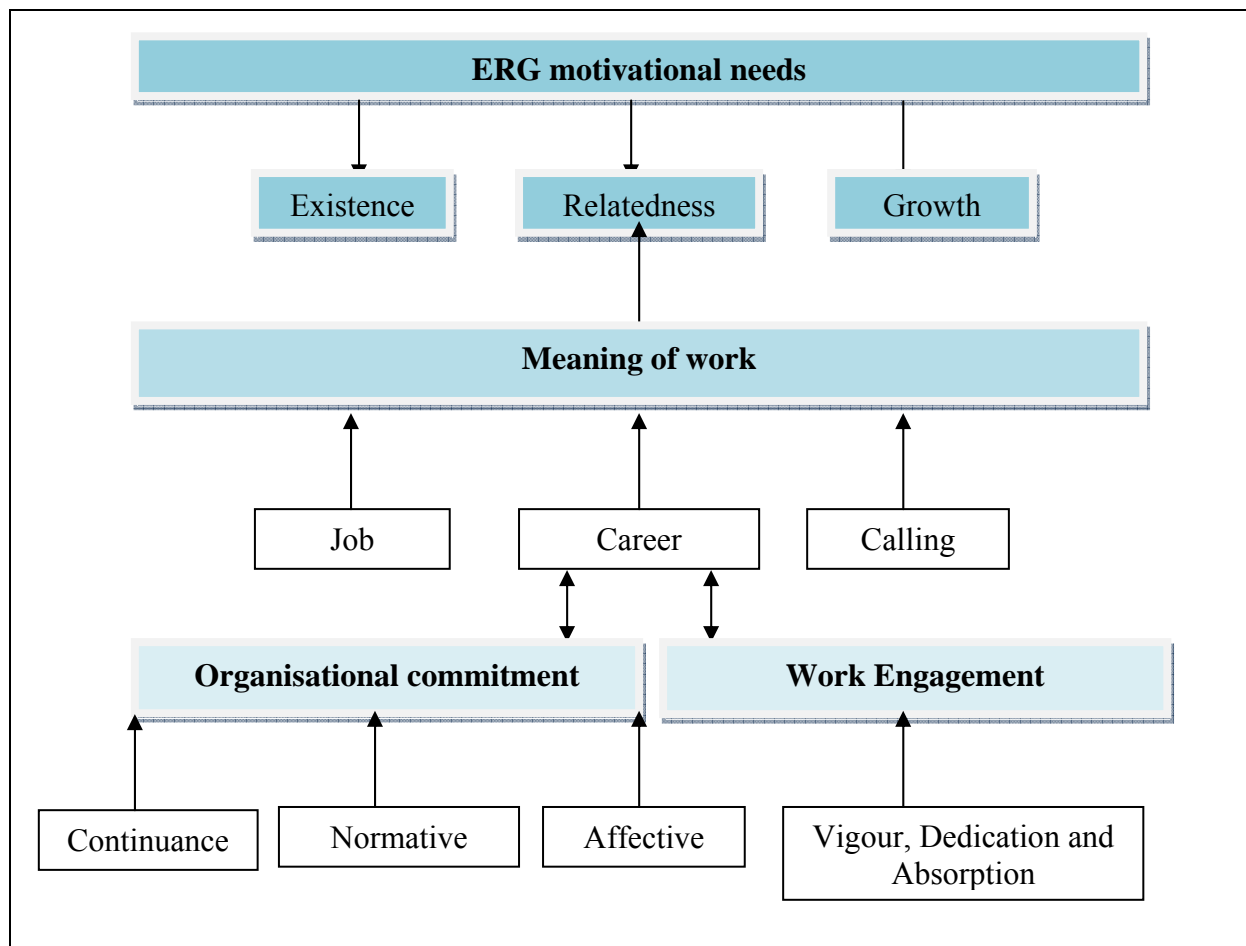 ERG motivational needs
Existence
Relatedness
Growth
Meaning of work
Job
Career
Calling
Organisational commitment
Work Engagement
Continuance
Normative
Affective
Vigour, Dedication and
Absorption